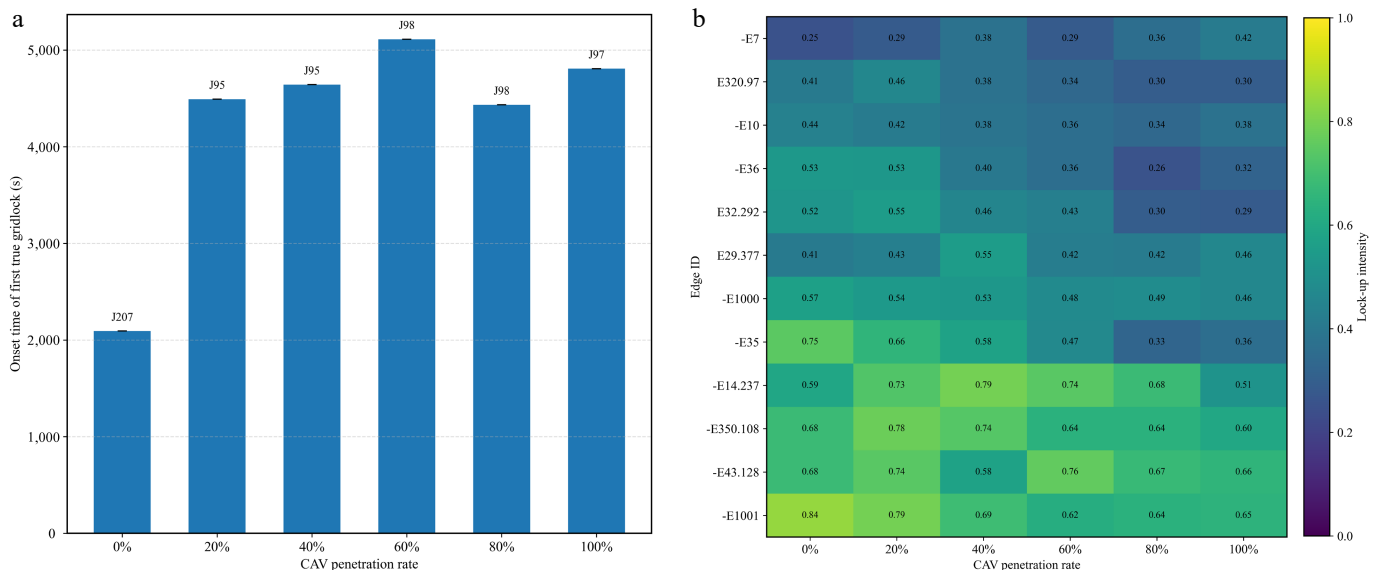 a
Onset time of first true gridlock (s)
5,000
4,000
3,000
2,000
1,000
0
J207
J95
J95
J98
J98
J97
0% 20% 40% 60% 80% 100%
CAV penetration rate
b
Edge ID
-E7 0.25 0.29 0.38 0.29 0.36 0.42
E320.97 0.41 0.46 0.38 0.34 0.30 0.30
-E10 0.44 0.42 0.38 0.36 0.34 0.38
-E36 0.53 0.53 0.40 0.36 0.26 0.32
E32.292 0.52 0.55 0.46 0.43 0.30 0.29
E29.377 0.41 0.43 0.55 0.42 0.42 0.46
-E1000 0.57 0.54 0.53 0.48 0.49 0.46
-E35 0.75 0.66 0.58 0.47 0.33 0.36
-E14.237 0.59 0.73 0.79 0.74 0.68 0.51
-E350.108 0.68 0.78 0.74 0.64 0.64 0.60
-E43.128 0.68 0.74 0.58 0.76 0.67 0.66
-E1001 0.84 0.79 0.69 0.62 0.64 0.65
0% 20% 40% 60% 80% 100%
CAV penetration rate
1.0
0.8
0.6
0.4
0.2
0.0
Lock-up intensity